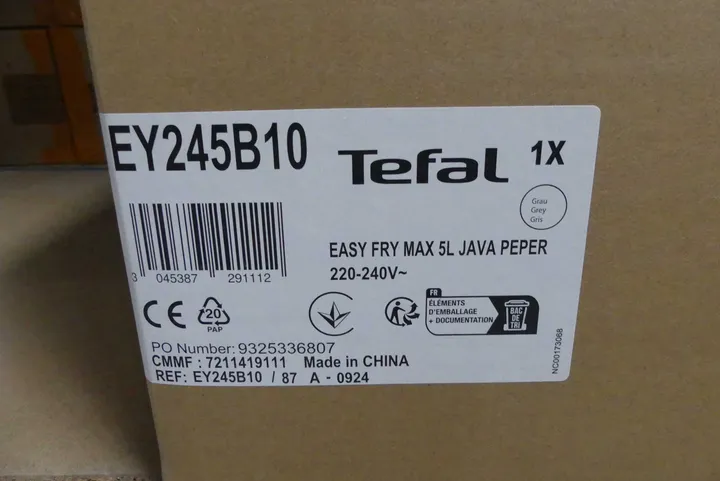 EY245B10
Tefal
1X
Grau
Grey
Gris
3 045387 291112
EASY FRY MAX 5L JAVA PEPER
220-240V~
CE
20
PAP
FR
ÉLÉMENTS
D'EMBALLAGE
+ DOCUMENTATION
BAC
DE
TRI
PO Number: 9325336807
CMMF : 7211419111 Made in CHINA
REF: EY245B10 / 87 A - 0924
NC00173068